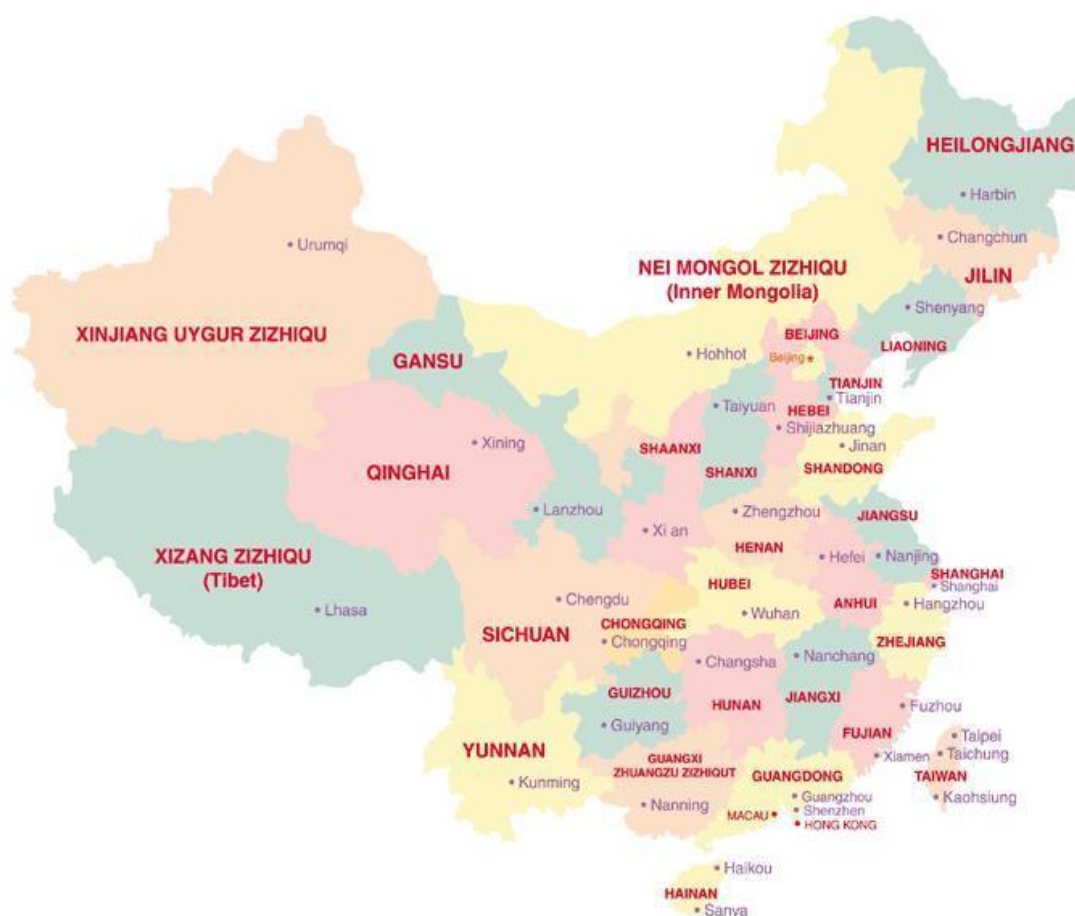 HEILONGJIANG
Harbin
Changchun
Urumqi
NEI MONGOL ZIZHIQU
(Inner Mongolia)
JILIN
Shenyang
XINJIANG UYGUR ZIZHIQU
BEIJING
LIAONING
GANSU
Hohhot
Beijing
TIANJIN
Tianjin
Taiyuan
HEBEI
Shijiazhuang
Xining
SHAANXI
Jinan
QINGHAI
SHANXI
SHANDONG
Lanzhou
Zhengzhou
JIANGSU
Xi an
XIZANG ZIZHIQU
(Tibet)
HENAN
Hefei
Nanjing
SHANGHAI
Shanghai
HUBEI
Chengdu
ANHUI
Hangzhou
Lhasa
Wuhan
CHONGQING
SICHUAN
Chongqing
ZHEJIANG
Changsha
Nanchang
GUIZHOU
HUNAN
JIANGXI
Fuzhou
Guiyang
FUJIAN
Taipei
YUNNAN
GUANGXI
ZHUANGZU ZIZHIQUT
Xiamen
Taichung
GUANGDONG
TAIWAN
Kunming
Guangzhou
Kaohsiung
Nanning
Shenzhen
MACAU
HONG KONG
Haikou
HAINAN
Sanya